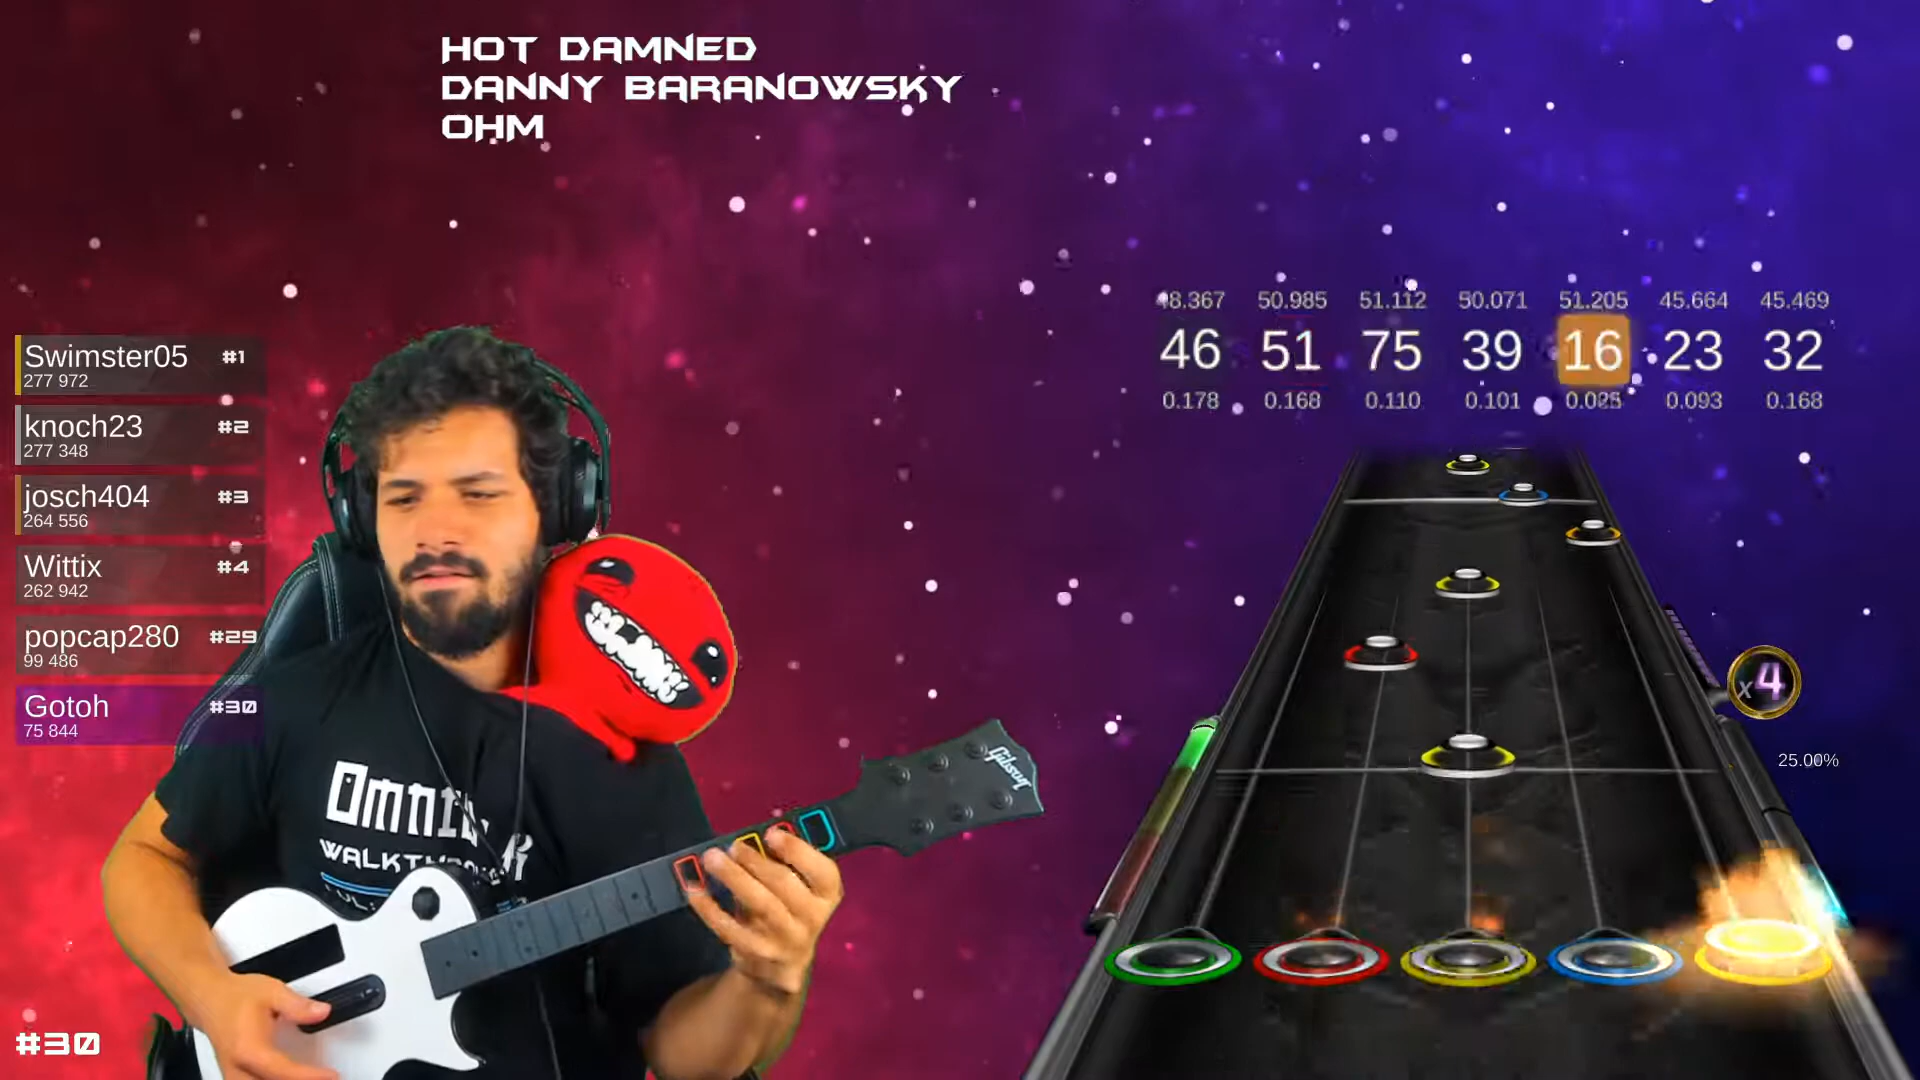 HOT DAMNED
DANNY BARANOWSKY
OHM
48.367 50.985 51.112 50.071 51.205 45.664 45.469
46 51 75 39 16 23 32
0.178 0.168 0.110 0.101 0.025 0.093 0.168
Swimster05 #1
277 972
knoch23 #2
277 348
josch404 #3
264 556
Wittix #4
262 942
popcap280 #29
99 486
Gotoh #30
75 844
x4
25.00%
Gibson
#30